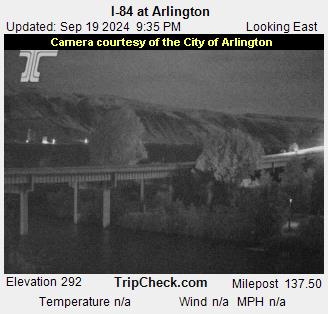 I-84 at Arlington
Updated: Sep 19 2024 9:35 PM Looking East
Camera courtesy of the City of Arlington
Elevation 292 TripCheck.com Milepost 137.50
Temperature n/a Wind n/a MPH n/a